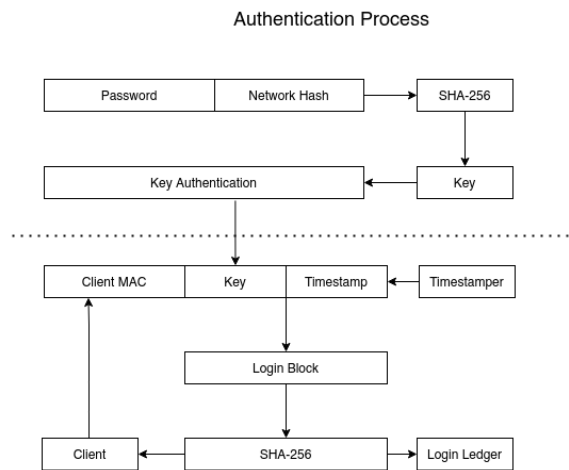 Authentication Process
Password Network Hash SHA-256
Key Authentication Key
Client MAC Key Timestamp Timestamper
Login Block
Client SHA-256 Login Ledger